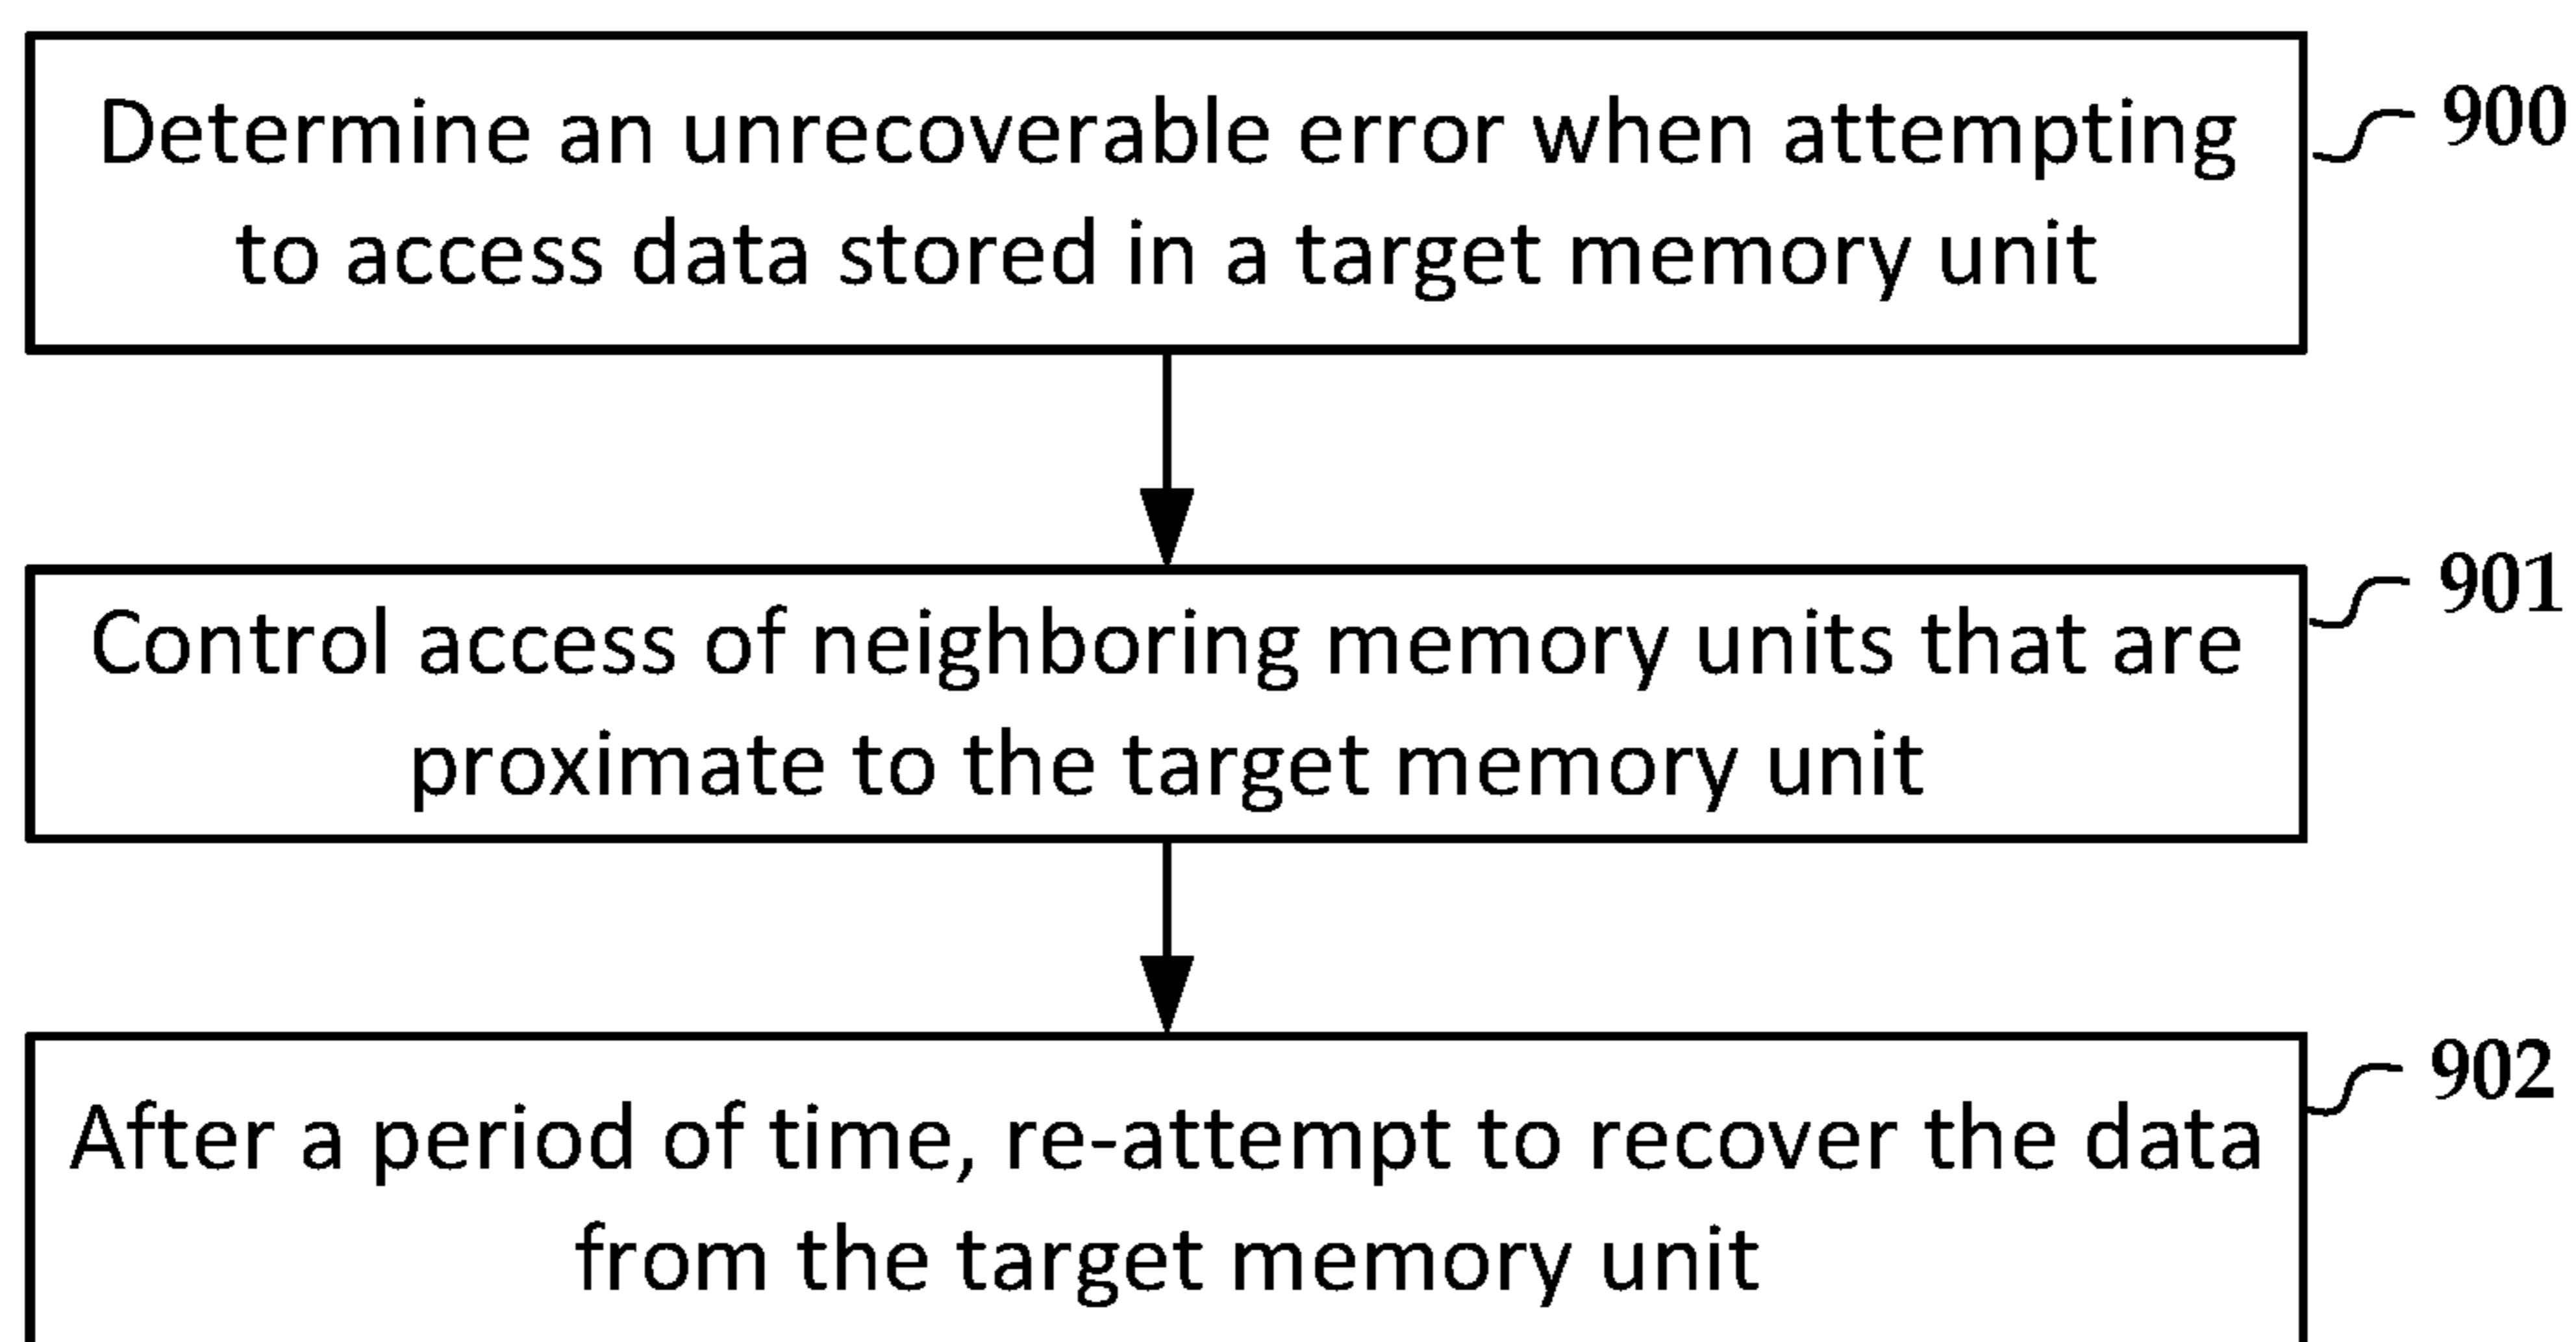 Determine an unrecoverable error when attempting
to access data stored in a target memory unit
900
Control access of neighboring memory units that are
proximate to the target memory unit
901
After a period of time, re-attempt to recover the data
from the target memory unit
902